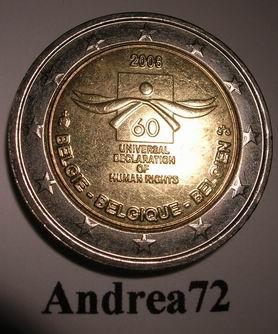 2008
60
UNIVERSAL
DECLARATION
OF
HUMAN RIGHTS
BELGIE - BELGIQUE - BELGIEN
Andrea72